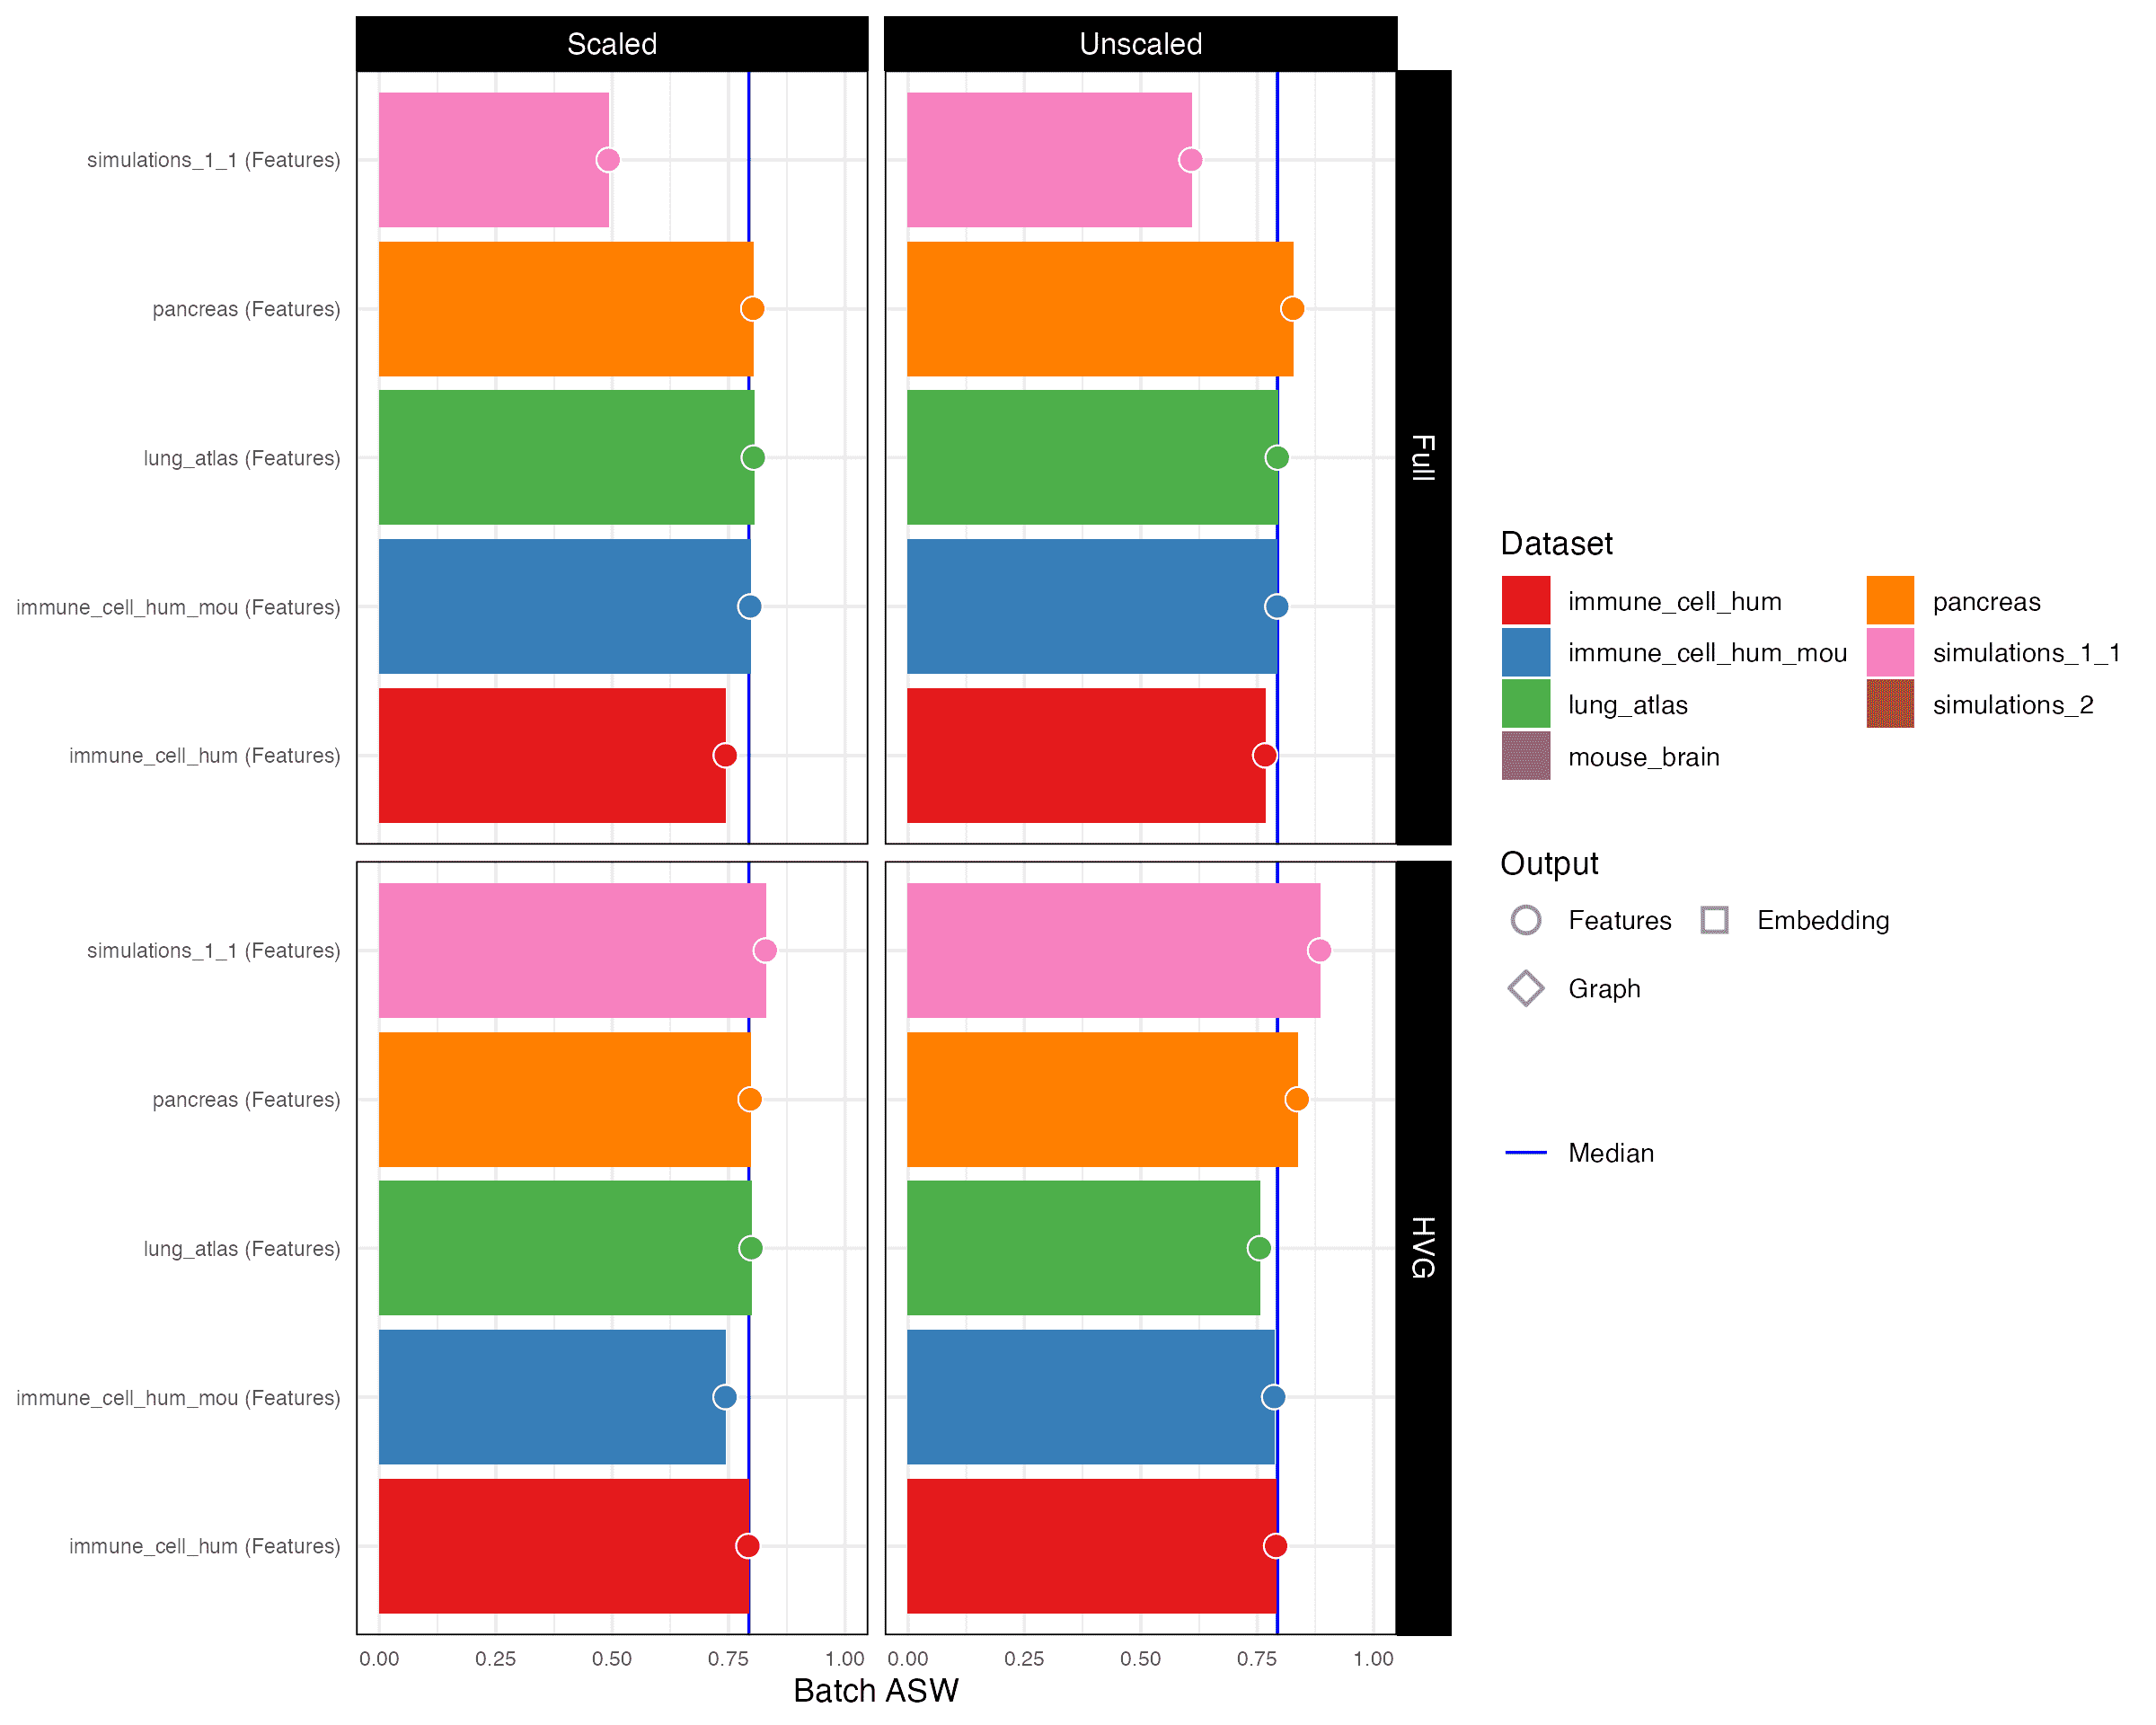 Scaled
Unscaled
simulations_1_1 (Features)
pancreas (Features)
lung_atlas (Features)
immune_cell_hum_mou (Features)
immune_cell_hum (Features)
Full
simulations_1_1 (Features)
pancreas (Features)
lung_atlas (Features)
immune_cell_hum_mou (Features)
immune_cell_hum (Features)
HVG
0.00 0.25 0.50 0.75 1.00
0.00 0.25 0.50 0.75 1.00
Batch ASW
Dataset
immune_cell_hum
immune_cell_hum_mou
lung_atlas
mouse_brain
pancreas
simulations_1_1
simulations_2
Output
Features
Embedding
Graph
Median